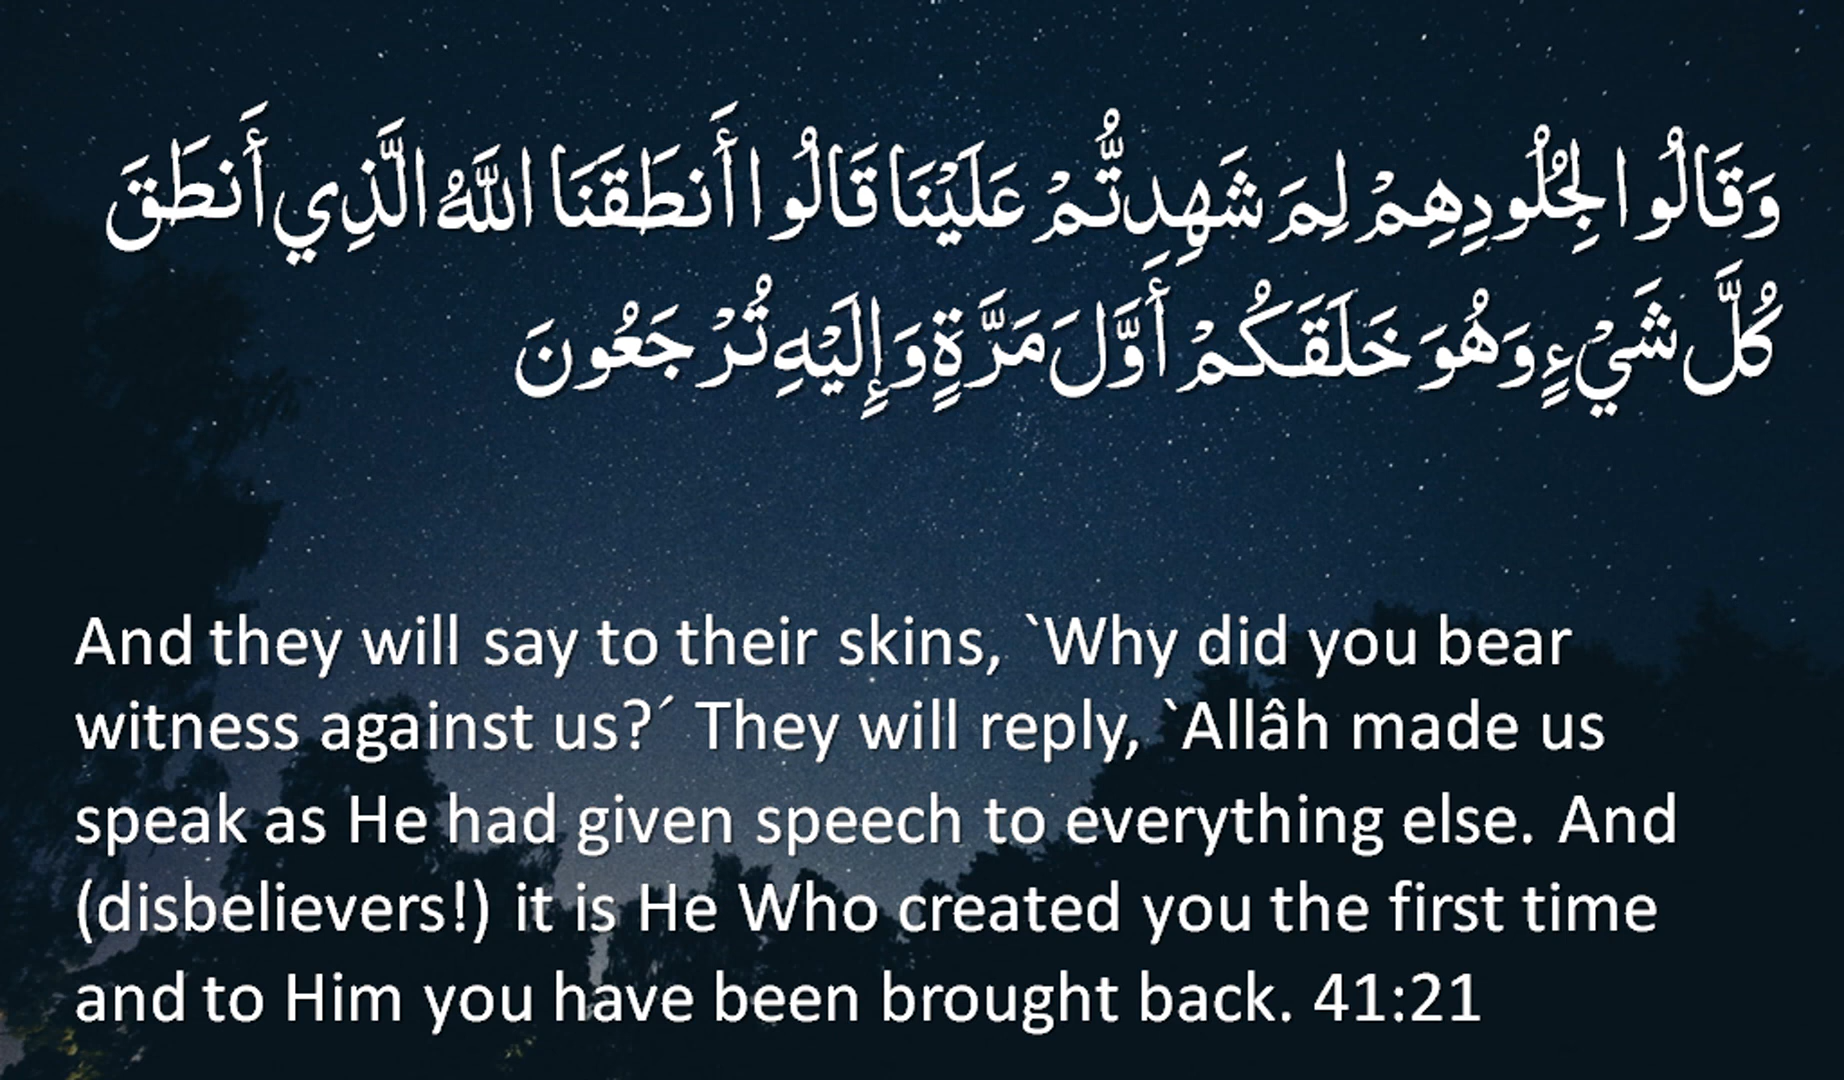 وَقَالُوا لِجُلُودِهِمْ لِمَ شَهِدتُّمْ عَلَيْنَا قَالُوا أَنطَقَنَا اللَّهُ الَّذِي أَنطَقَ
كُلَّ شَيْءٍ وَهُوَ خَلَقَكُمْ أَوَّلَ مَرَّةٍ وَإِلَيْهِ تُرْجَعُونَ
And they will say to their skins, `Why did you bear
witness against us?´ They will reply, `Allâh made us
speak as He had given speech to everything else. And
(disbelievers!) it is He Who created you the first time
and to Him you have been brought back. 41:21